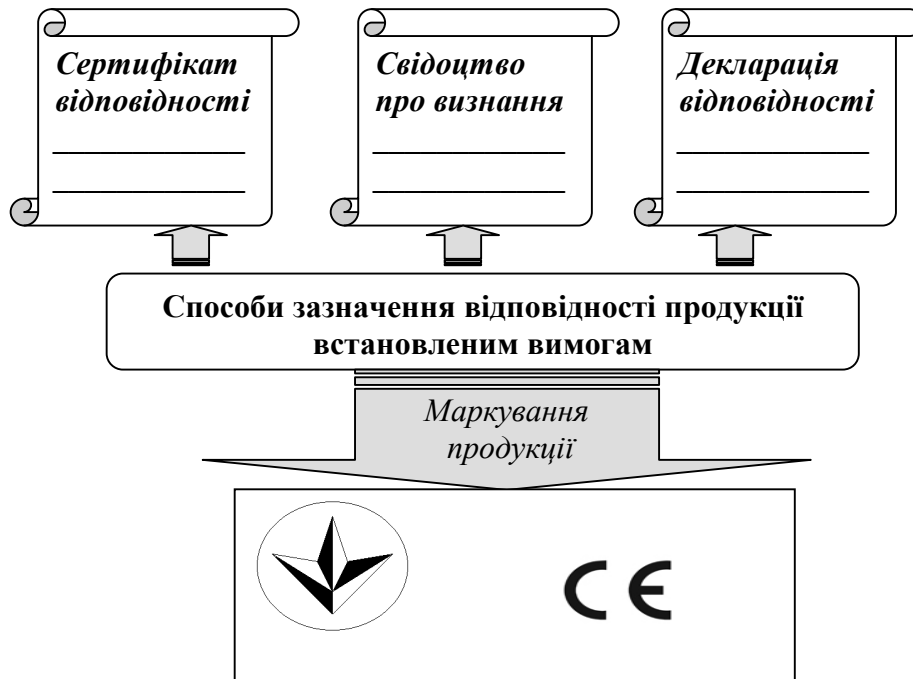 Сертифікат
відповідності
Свідоцтво
про визнання
Декларація
відповідності
Способи зазначення відповідності продукції
встановленим вимогам
Маркування
продукції
CE